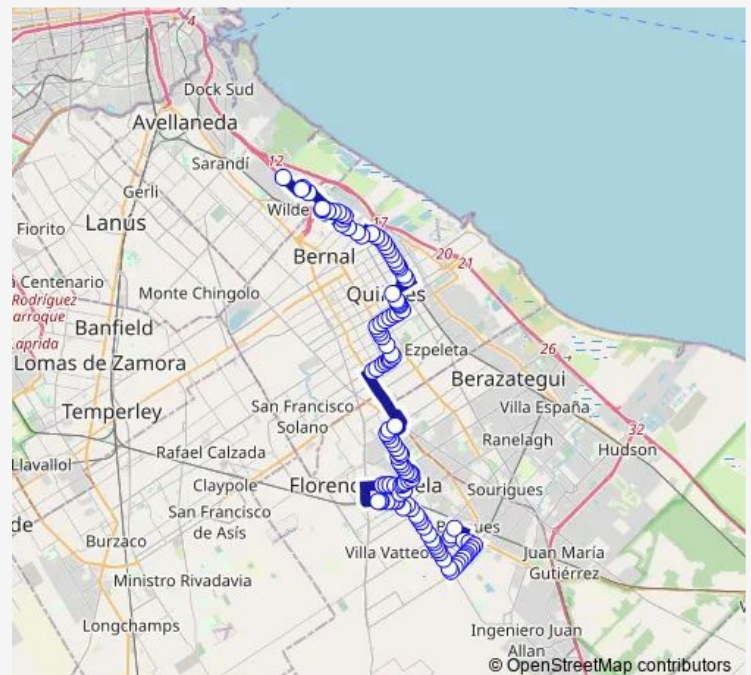 4
Dock Sud
Avellaneda
Sarandí
12
Gerli
Wilde
Lanús
17
Fiorito
Bernal
20
21
Centenario
Monte Chingolo
Rodríguez
Banfield
Ezpeleta
26
Lomas de Zamora
Berazategui
Temperley
San Francisco
Solano
Villa España
32
Ranelagh
Hudson
Llavallol
Rafael Calzada
Claypole
Sourigues
San Francisco
de Asís
Burzaco
Juan María
Gutiérrez
Ministro Rivadavia
Longchamps
Ingeniero Juan
Allan
© OpenStreetMap contributors